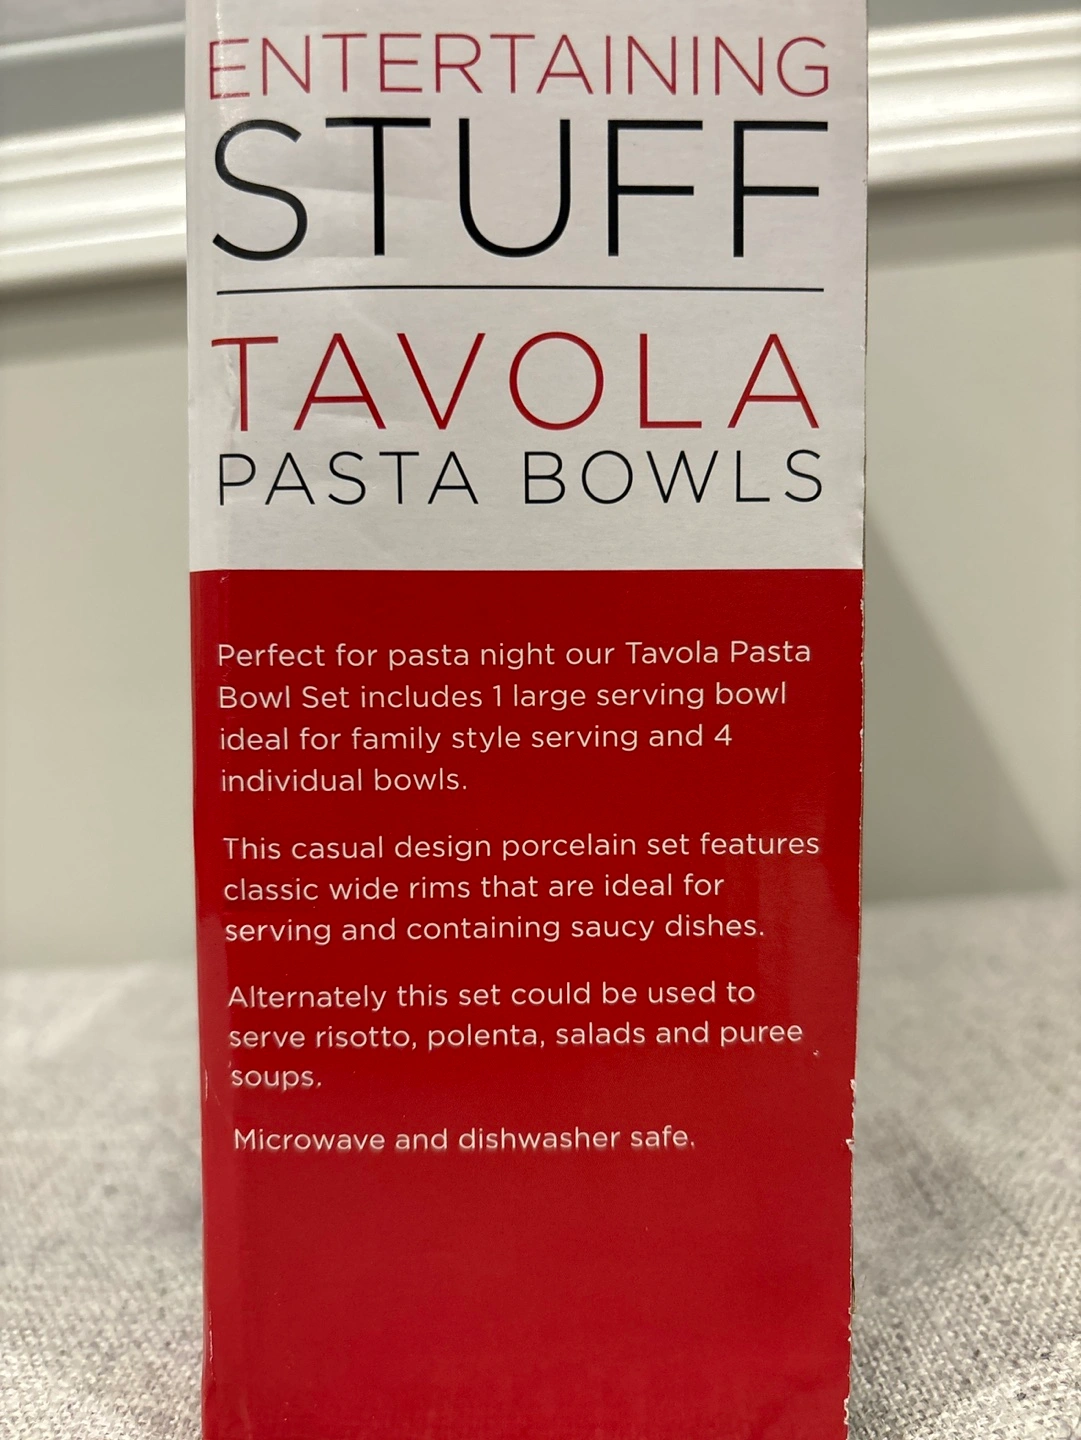 ENTERTAINING
STUFF
TAVOLA
PASTA BOWLS
Perfect for pasta night our Tavola Pasta
Bowl Set includes 1 large serving bowl
ideal for family style serving and 4
individual bowls.
This casual design porcelain set features
classic wide rims that are ideal for
serving and containing saucy dishes.
Alternately this set could be used to
serve risotto, polenta, salads and puree
soups.
Microwave and dishwasher safe.